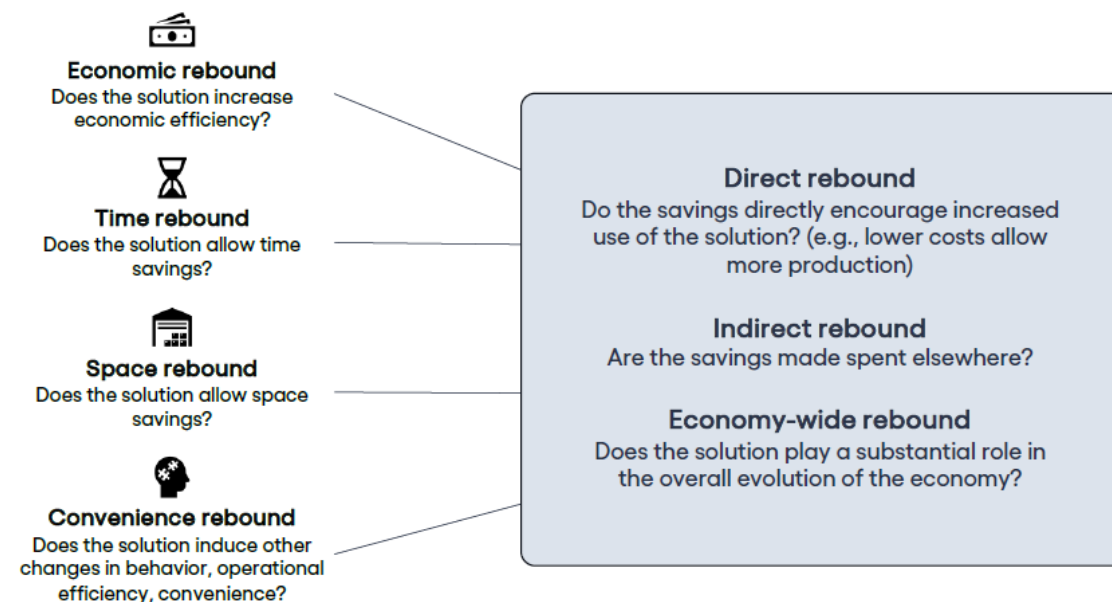 Economic rebound
Does the solution increase
economic efficiency?
Time rebound
Does the solution allow time
savings?
Space rebound
Does the solution allow space
savings?
Convenience rebound
Does the solution induce other
changes in behavior, operational
efficiency, convenience?
Direct rebound
Do the savings directly encourage increased
use of the solution? (e.g., lower costs allow
more production)
Indirect rebound
Are the savings made spent elsewhere?
Economy-wide rebound
Does the solution play a substantial role in
the overall evolution of the economy?